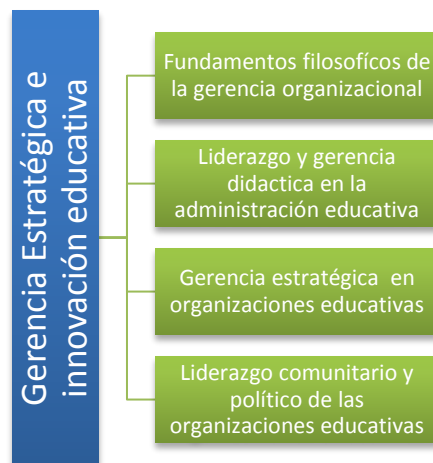 Gerencia Estratégica e
innovación educativa
Fundamentos filosofícos de
la gerencia organizacional
Liderazgo y gerencia
didactica en la
administración educativa
Gerencia estratégica en
organizaciones educativas
Liderazgo comunitario y
político de las
organizaciones educativas